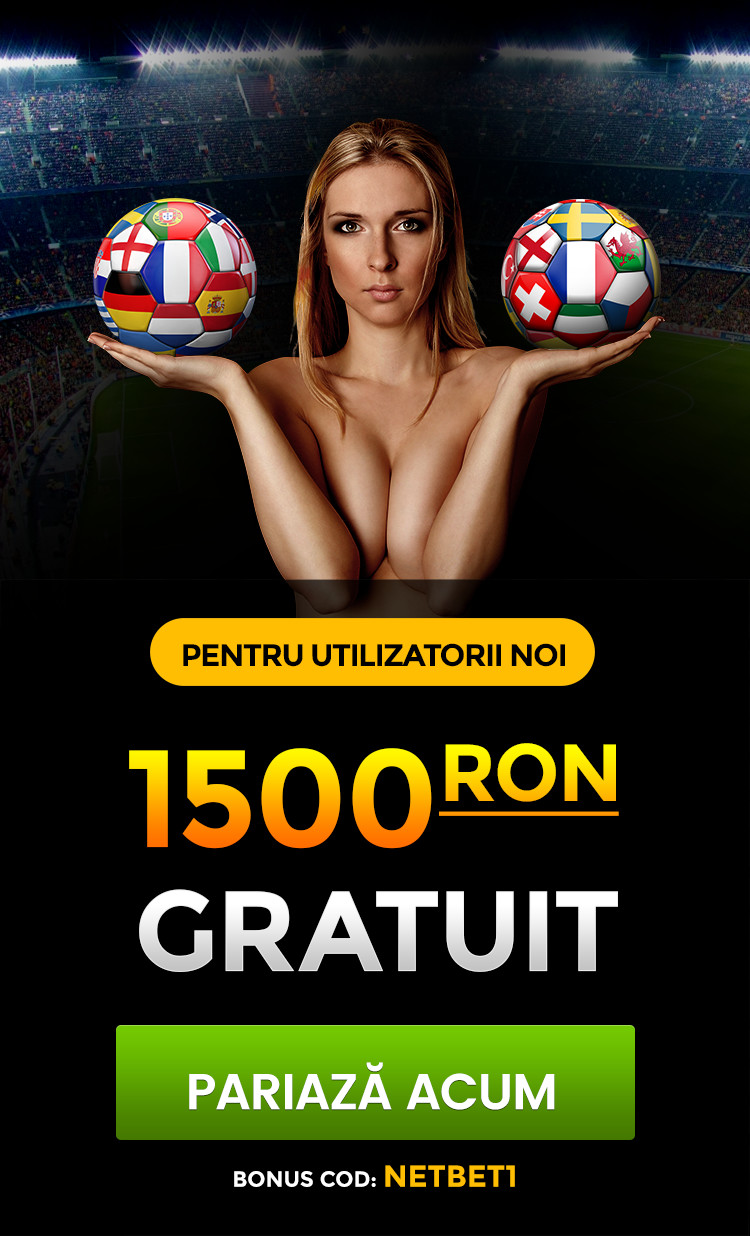 PENTRU UTILIZATORII NOI
1500 RON
GRATUIT
PARIAZĂ ACUM
BONUS COD: NETBET1